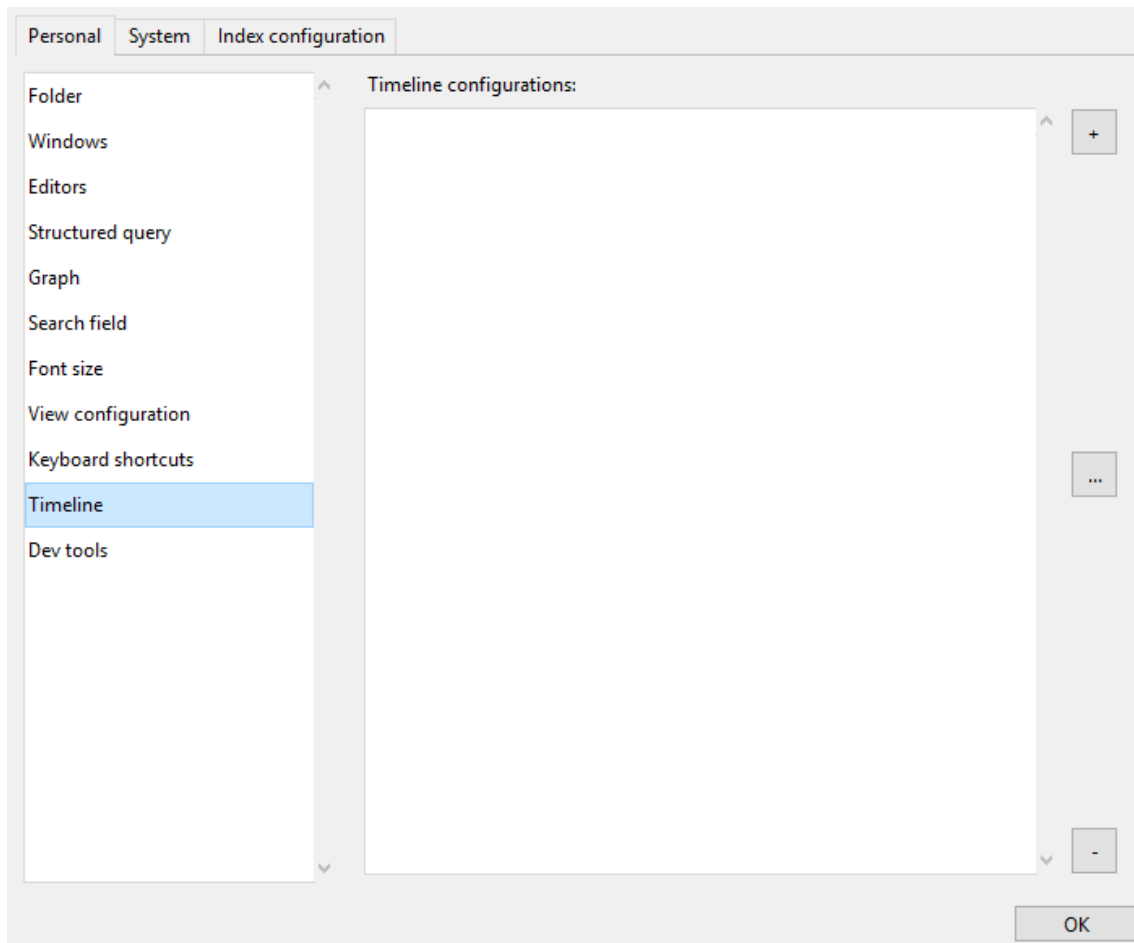 Personal System Index configuration
Timeline configurations:
Folder
Windows
Editors
Structured query
Graph
Search field
Font size
View configuration
Keyboard shortcuts
Timeline
Dev tools
+
...
-
OK